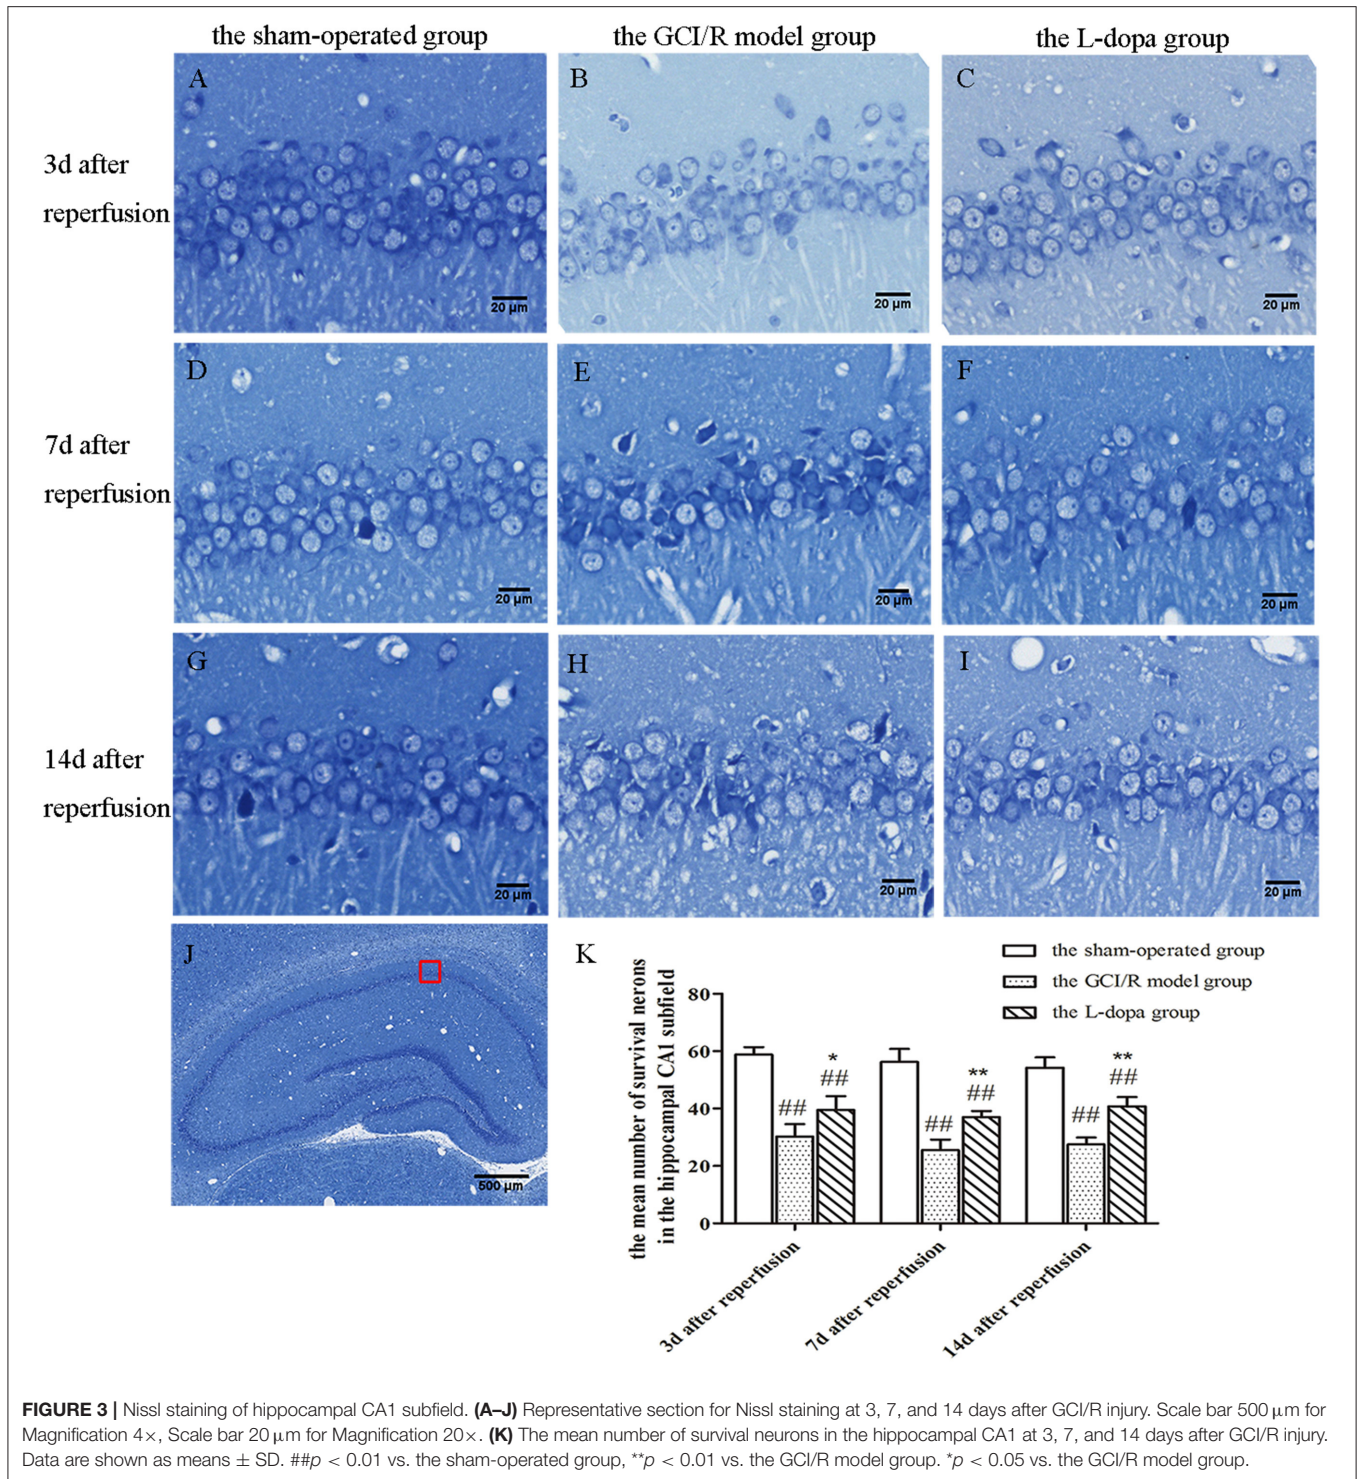 the sham-operated group
the GCI/R model group
the L-dopa group
3d after
reperfusion
A
20 µm
B
20 µm
C
20 µm
7d after
reperfusion
D
20 µm
E
20 µm
F
20 µm
14d after
reperfusion
G
20 µm
H
20 µm
I
20 µm
J
500 µm
K
the sham-operated group
the GCI/R model group
the L-dopa group
the mean number of survival nerons
in the hippocampal CA1 subfield
80
60
40
20
0
##
*
##
##
**
##
##
**
##
3d after reperfusion
7d after reperfusion
14d after reperfusion
FIGURE 3 | Nissl staining of hippocampal CA1 subfield. (A–J) Representative section for Nissl staining at 3, 7, and 14 days after GCI/R injury. Scale bar 500 µm for
Magnification 4×, Scale bar 20 µm for Magnification 20×. (K) The mean number of survival neurons in the hippocampal CA1 at 3, 7, and 14 days after GCI/R injury.
Data are shown as means ± SD. ##p < 0.01 vs. the sham-operated group, **p < 0.01 vs. the GCI/R model group. *p < 0.05 vs. the GCI/R model group.